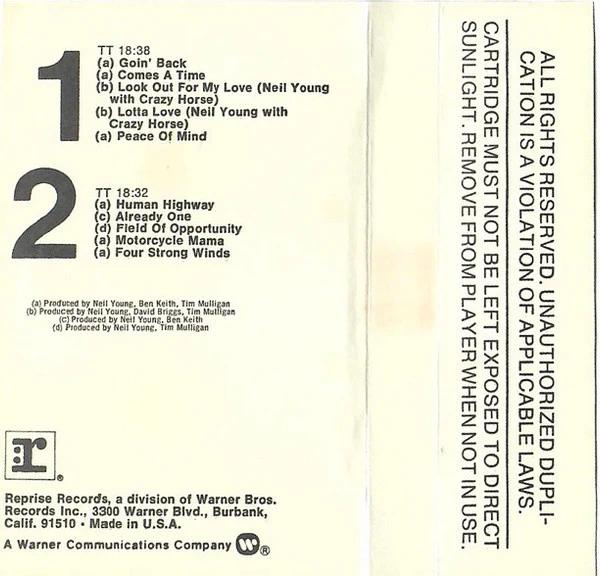 1
TT 18:38
(a) Goin' Back
(a) Comes A Time
(b) Look Out For My Love (Neil Young
with Crazy Horse)
(b) Lotta Love (Neil Young with
Crazy Horse)
(a) Peace Of Mind
2
TT 18:32
(a) Human Highway
(c) Already One
(d) Field Of Opportunity
(a) Motorcycle Mama
(a) Four Strong Winds
(a) Produced by Neil Young, Ben Keith, Tim Mulligan
(b) Produced by Neil Young, David Briggs, Tim Mulligan
(c) Produced by Neil Young, Ben Keith
(d) Produced by Neil Young, Tim Mulligan
:r®
Reprise Records, a division of Warner Bros.
Records Inc., 3300 Warner Blvd., Burbank,
Calif. 91510 • Made in U.S.A.
A Warner Communications Company ®
ALL RIGHTS RESERVED. UNAUTHORIZED DUPLI-
CATION IS A VIOLATION OF APPLICABLE LAWS.
CARTRIDGE MUST NOT BE LEFT EXPOSED TO DIRECT
SUNLIGHT. REMOVE FROM PLAYER WHEN NOT IN USE.